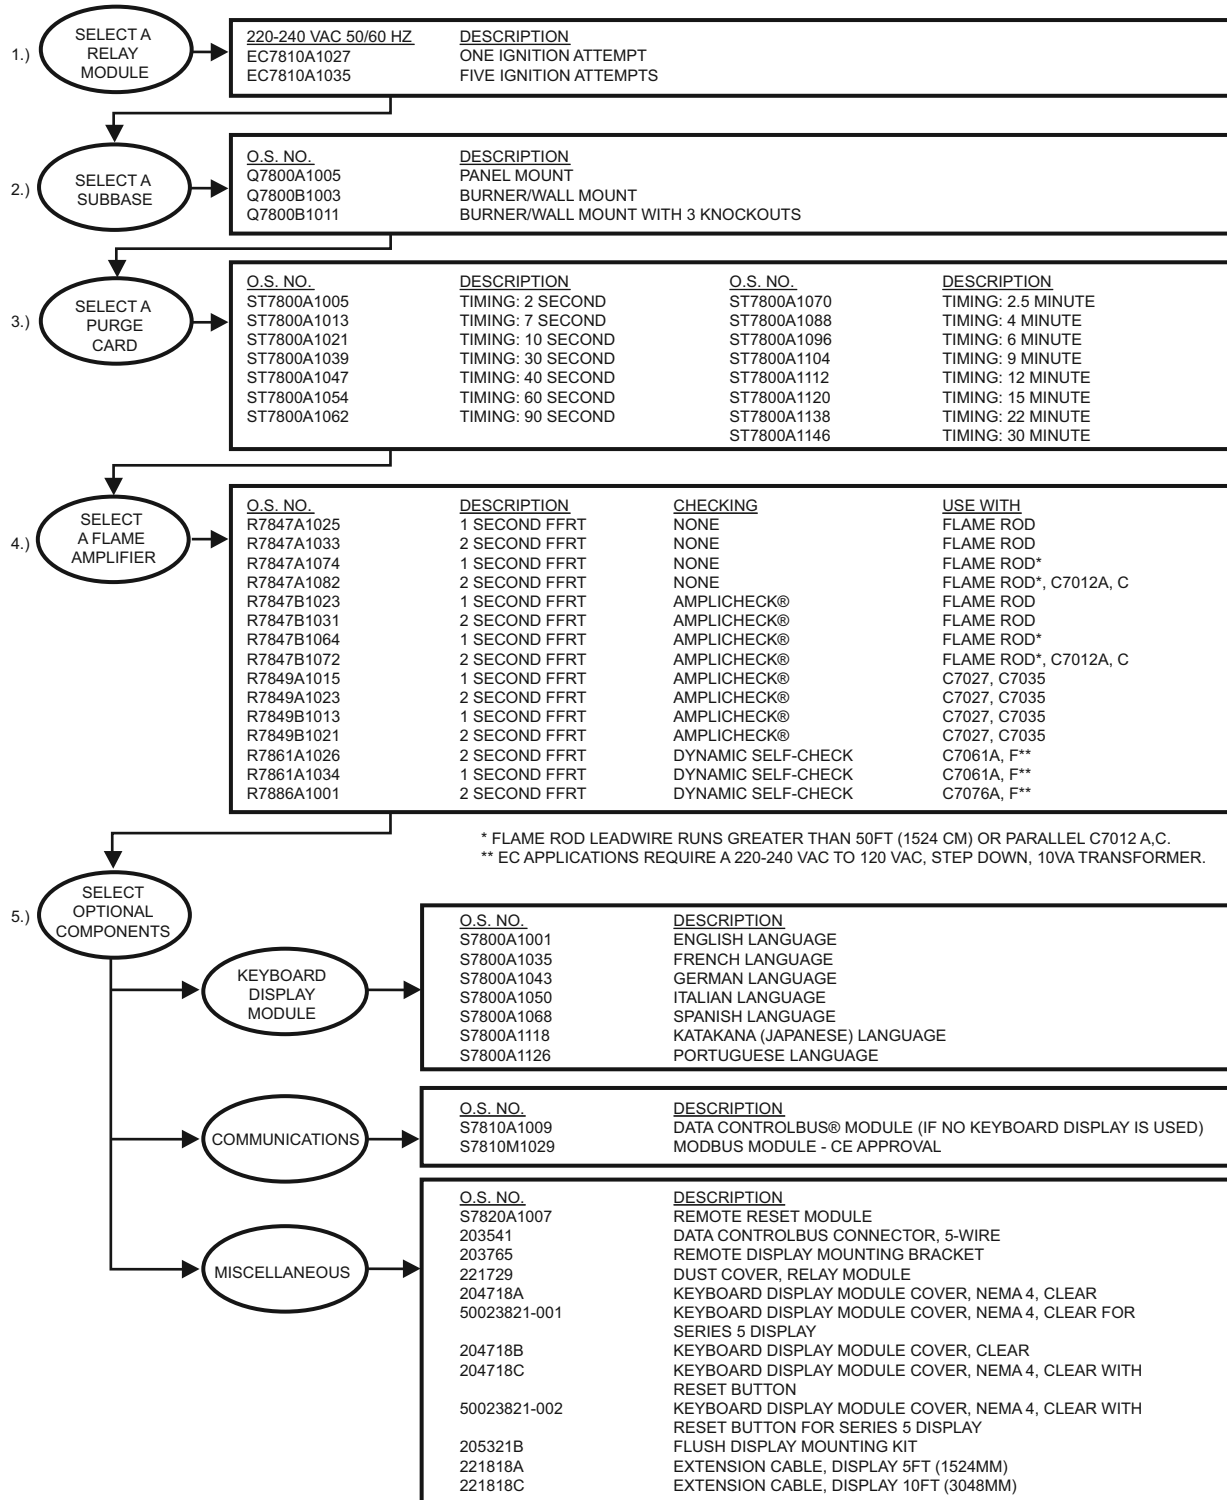 1.)
SELECT A
RELAY
MODULE
220-240 VAC 50/60 HZ DESCRIPTION
EC7810A1027 ONE IGNITION ATTEMPT
EC7810A1035 FIVE IGNITION ATTEMPTS
2.)
SELECT A
SUBBASE
O.S. NO. DESCRIPTION
Q7800A1005 PANEL MOUNT
Q7800B1003 BURNER/WALL MOUNT
Q7800B1011 BURNER/WALL MOUNT WITH 3 KNOCKOUTS
3.)
SELECT A
PURGE
CARD
O.S. NO. DESCRIPTION O.S. NO. DESCRIPTION
ST7800A1005 TIMING: 2 SECOND ST7800A1070 TIMING: 2.5 MINUTE
ST7800A1013 TIMING: 7 SECOND ST7800A1088 TIMING: 4 MINUTE
ST7800A1021 TIMING: 10 SECOND ST7800A1096 TIMING: 6 MINUTE
ST7800A1039 TIMING: 30 SECOND ST7800A1104 TIMING: 9 MINUTE
ST7800A1047 TIMING: 40 SECOND ST7800A1112 TIMING: 12 MINUTE
ST7800A1054 TIMING: 60 SECOND ST7800A1120 TIMING: 15 MINUTE
ST7800A1062 TIMING: 90 SECOND ST7800A1138 TIMING: 22 MINUTE
ST7800A1146 TIMING: 30 MINUTE
4.)
SELECT
A FLAME
AMPLIFIER
O.S. NO. DESCRIPTION CHECKING USE WITH
R7847A1025 1 SECOND FFRT NONE FLAME ROD
R7847A1033 2 SECOND FFRT NONE FLAME ROD
R7847A1074 1 SECOND FFRT NONE FLAME ROD*
R7847A1082 2 SECOND FFRT NONE FLAME ROD*, C7012A, C
R7847B1023 1 SECOND FFRT AMPLICHECK® FLAME ROD
R7847B1031 2 SECOND FFRT AMPLICHECK® FLAME ROD
R7847B1064 1 SECOND FFRT AMPLICHECK® FLAME ROD*
R7847B1072 2 SECOND FFRT AMPLICHECK® FLAME ROD*, C7012A, C
R7849A1015 1 SECOND FFRT AMPLICHECK® C7027, C7035
R7849A1023 2 SECOND FFRT AMPLICHECK® C7027, C7035
R7849B1013 1 SECOND FFRT AMPLICHECK® C7027, C7035
R7849B1021 2 SECOND FFRT AMPLICHECK® C7027, C7035
R7861A1026 2 SECOND FFRT DYNAMIC SELF-CHECK C7061A, F**
R7861A1034 1 SECOND FFRT DYNAMIC SELF-CHECK C7061A, F**
R7886A1001 2 SECOND FFRT DYNAMIC SELF-CHECK C7076A, F**
* FLAME ROD LEADWIRE RUNS GREATER THAN 50FT (1524 CM) OR PARALLEL C7012 A,C.
** EC APPLICATIONS REQUIRE A 220-240 VAC TO 120 VAC, STEP DOWN, 10VA TRANSFORMER.
5.)
SELECT
OPTIONAL
COMPONENTS
KEYBOARD
DISPLAY
MODULE
O.S. NO. DESCRIPTION
S7800A1001 ENGLISH LANGUAGE
S7800A1035 FRENCH LANGUAGE
S7800A1043 GERMAN LANGUAGE
S7800A1050 ITALIAN LANGUAGE
S7800A1068 SPANISH LANGUAGE
S7800A1118 KATAKANA (JAPANESE) LANGUAGE
S7800A1126 PORTUGUESE LANGUAGE
COMMUNICATIONS
O.S. NO. DESCRIPTION
S7810A1009 DATA CONTROLBUS® MODULE (IF NO KEYBOARD DISPLAY IS USED)
S7810M1029 MODBUS MODULE - CE APPROVAL
MISCELLANEOUS
O.S. NO. DESCRIPTION
S7820A1007 REMOTE RESET MODULE
203541 DATA CONTROLBUS CONNECTOR, 5-WIRE
203765 REMOTE DISPLAY MOUNTING BRACKET
221729 DUST COVER, RELAY MODULE
204718A KEYBOARD DISPLAY MODULE COVER, NEMA 4, CLEAR
50023821-001 KEYBOARD DISPLAY MODULE COVER, NEMA 4, CLEAR FOR
SERIES 5 DISPLAY
204718B KEYBOARD DISPLAY MODULE COVER, CLEAR
204718C KEYBOARD DISPLAY MODULE COVER, NEMA 4, CLEAR WITH
RESET BUTTON
50023821-002 KEYBOARD DISPLAY MODULE COVER, NEMA 4, CLEAR WITH
RESET BUTTON FOR SERIES 5 DISPLAY
205321B FLUSH DISPLAY MOUNTING KIT
221818A EXTENSION CABLE, DISPLAY 5FT (1524MM)
221818C EXTENSION CABLE, DISPLAY 10FT (3048MM)